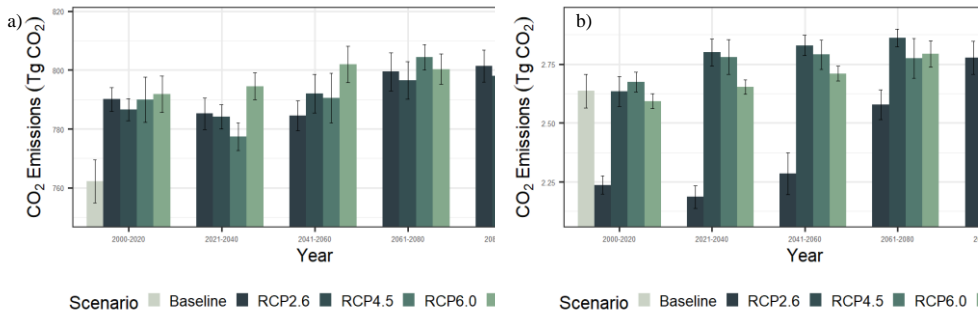 a)
CO2 Emissions (Tg CO2)
820
800
780
760
2000-2020 2021-2040 2041-2060 2061-2080 208
Year
Scenario Baseline RCP2.6 RCP4.5 RCP6.0
b)
CO2 Emissions (Tg CO2)
2.75
2.50
2.25
2000-2020 2021-2040 2041-2060 2061-2080
Year
Scenario Baseline RCP2.6 RCP4.5 RCP6.0